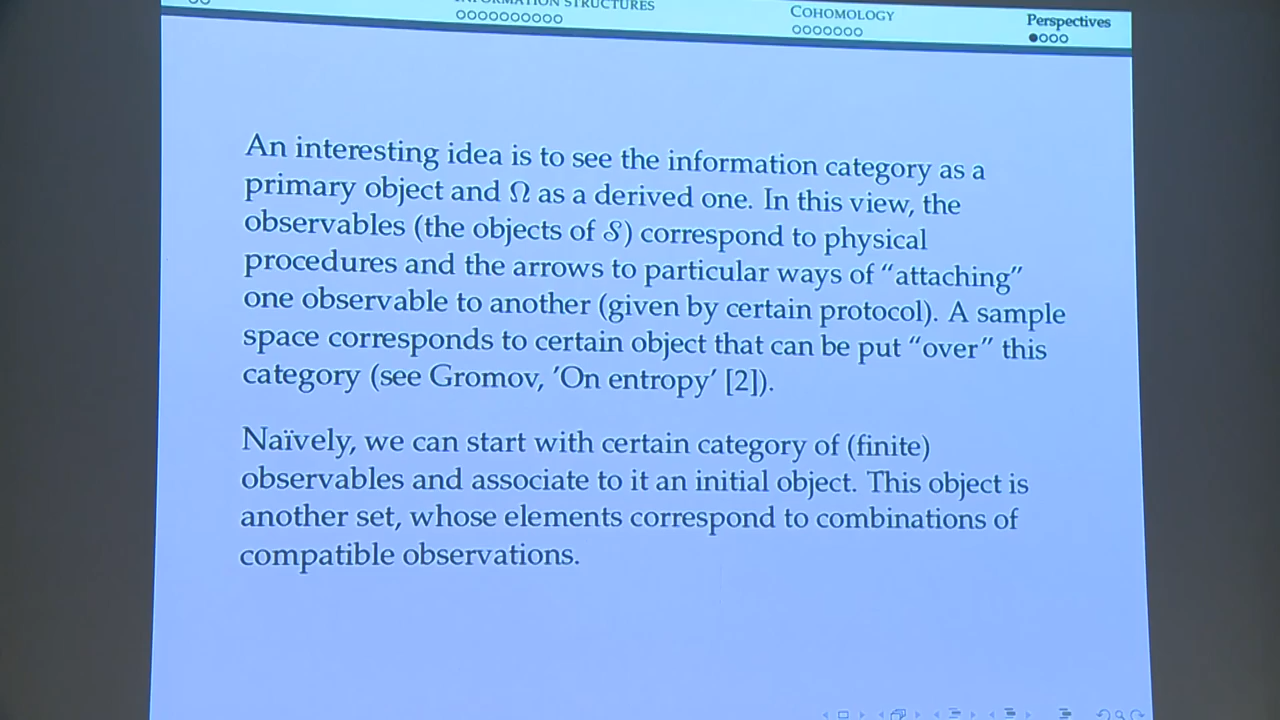 STRUCTURES
COHOMOLOGY
Perspectives
An interesting idea is to see the information category as a
primary object and Ω as a derived one. In this view, the
observables (the objects of 𝒮) correspond to physical
procedures and the arrows to particular ways of “attaching”
one observable to another (given by certain protocol). A sample
space corresponds to certain object that can be put “over” this
category (see Gromov, 'On entropy' [2]).
Naïvely, we can start with certain category of (finite)
observables and associate to it an initial object. This object is
another set, whose elements correspond to combinations of
compatible observations.